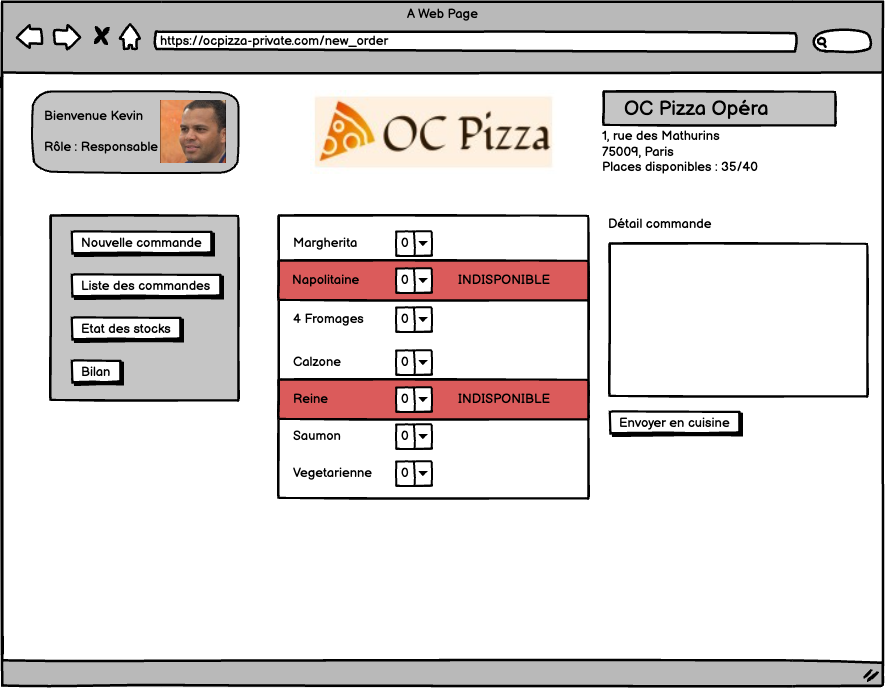 A Web Page
https://ocpizza-private.com/new_order
Bienvenue Kevin
Rôle : Responsable
OC Pizza
OC Pizza Opéra
1, rue des Mathurins
75009, Paris
Places disponibles : 35/40
Nouvelle commande
Liste des commandes
Etat des stocks
Bilan
Margherita 0
Napolitaine 0 INDISPONIBLE
4 Fromages 0
Calzone 0
Reine 0 INDISPONIBLE
Saumon 0
Vegetarienne 0
Détail commande
Envoyer en cuisine